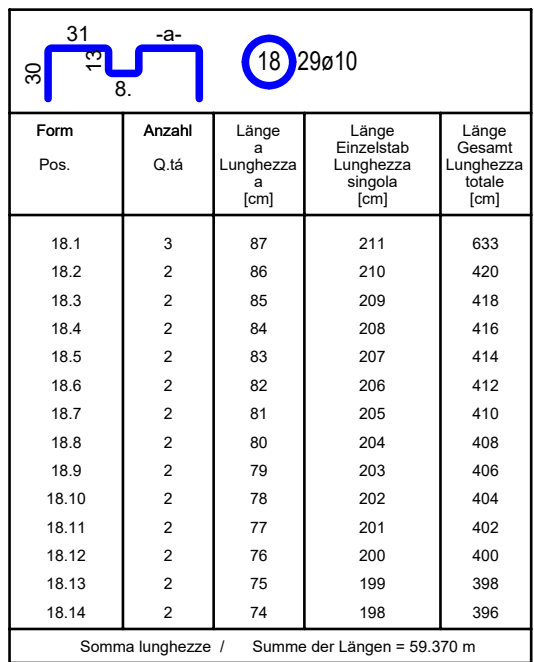 31 -a-
13
30
8.
18 29ø10
Form Anzahl Länge Länge Länge
a Einzelstab Gesamt
Pos. Q.tá Lunghezza Lunghezza Lunghezza
a singola totale
[cm] [cm] [cm]
18.1 3 87 211 633
18.2 2 86 210 420
18.3 2 85 209 418
18.4 2 84 208 416
18.5 2 83 207 414
18.6 2 82 206 412
18.7 2 81 205 410
18.8 2 80 204 408
18.9 2 79 203 406
18.10 2 78 202 404
18.11 2 77 201 402
18.12 2 76 200 400
18.13 2 75 199 398
18.14 2 74 198 396
Somma lunghezze / Summe der Längen = 59.370 m